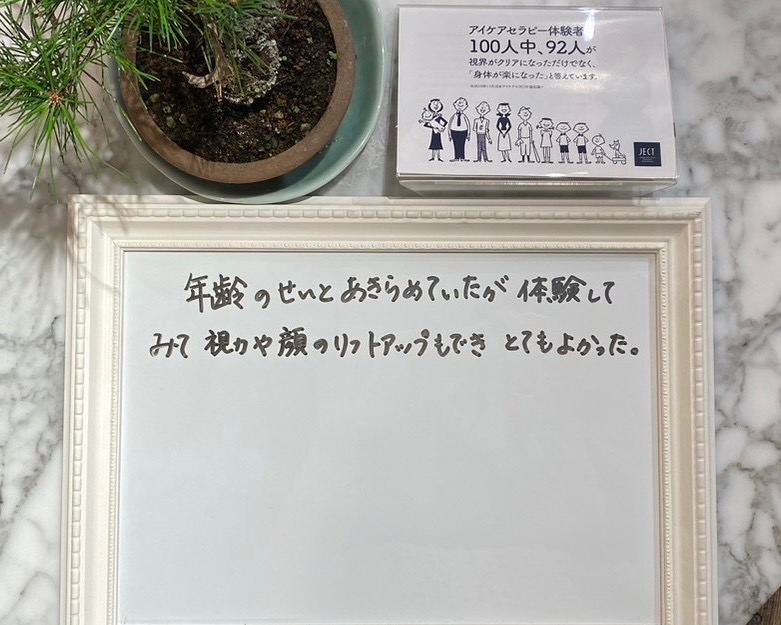 アイケアセラピー体験者
100人中、92人が
視界がクリアになっただけでなく、
「身体が楽になった」と答えています。
JECT
年齢のせいとあきらめていたが 体験して
みて 視力や顔のリフトアップもでき とてもよかった。